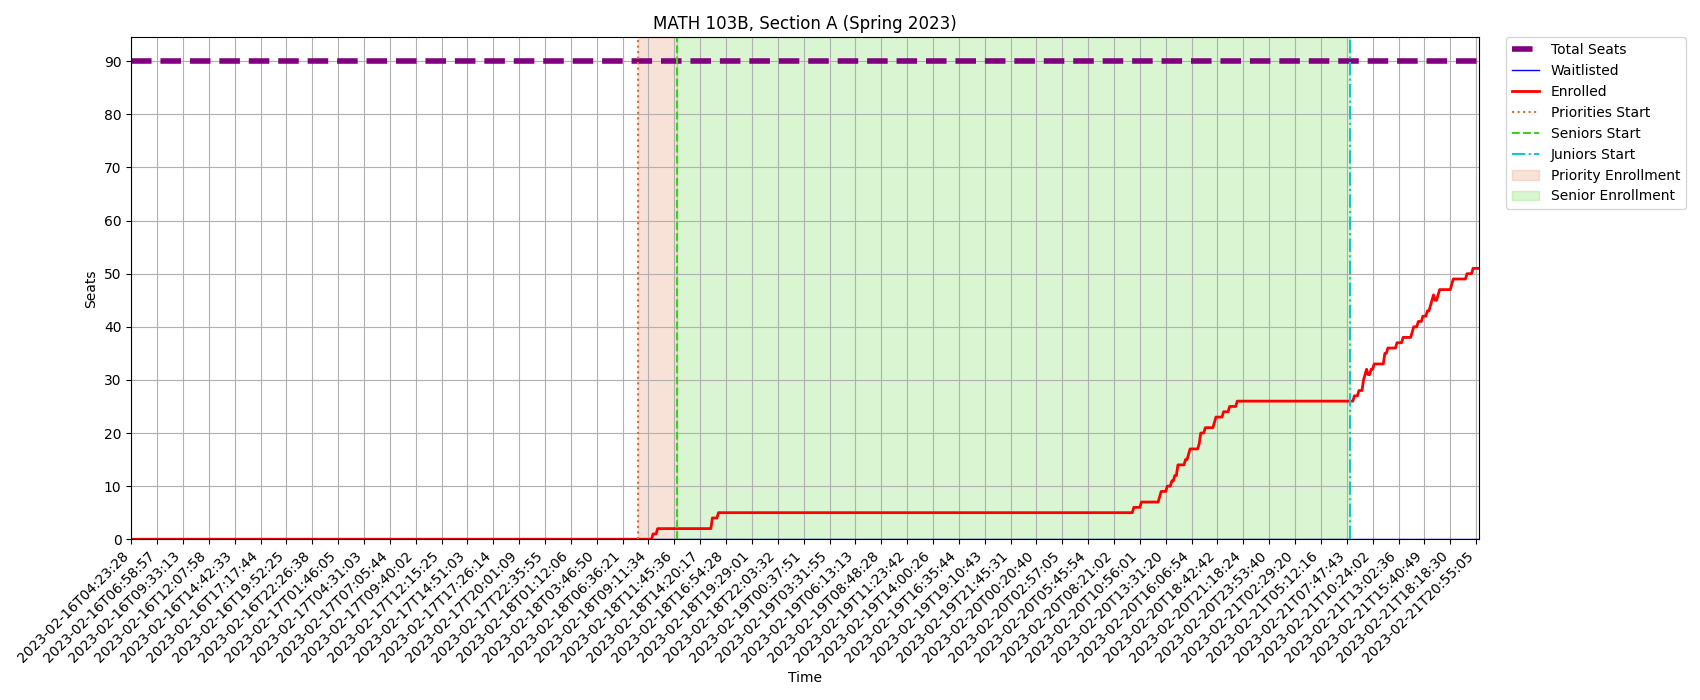 MATH 103B, Section A (Spring 2023)
Seats
90
80
70
60
50
40
30
20
10
0
2023-02-16T04:23:28
2023-02-16T06:58:57
2023-02-16T09:33:13
2023-02-16T12:07:58
2023-02-16T14:42:33
2023-02-16T17:17:44
2023-02-16T19:52:25
2023-02-16T22:26:38
2023-02-17T01:46:05
2023-02-17T04:31:03
2023-02-17T07:05:44
2023-02-17T09:40:02
2023-02-17T12:15:25
2023-02-17T14:51:03
2023-02-17T17:26:14
2023-02-17T20:01:09
2023-02-17T22:35:55
2023-02-18T01:12:06
2023-02-18T03:46:50
2023-02-18T06:36:21
2023-02-18T09:11:34
2023-02-18T11:45:36
2023-02-18T14:20:17
2023-02-18T16:54:28
2023-02-18T19:29:01
2023-02-18T22:03:32
2023-02-19T00:37:51
2023-02-19T03:31:55
2023-02-19T06:13:13
2023-02-19T08:48:28
2023-02-19T11:23:42
2023-02-19T14:00:26
2023-02-19T16:35:44
2023-02-19T19:10:43
2023-02-19T21:45:31
2023-02-20T00:20:40
2023-02-20T02:57:05
2023-02-20T05:45:54
2023-02-20T08:21:02
2023-02-20T10:56:01
2023-02-20T13:31:20
2023-02-20T16:06:54
2023-02-20T18:42:42
2023-02-20T21:18:24
2023-02-20T23:53:40
2023-02-21T02:29:20
2023-02-21T05:12:16
2023-02-21T07:47:43
2023-02-21T10:24:02
2023-02-21T13:02:36
2023-02-21T15:40:49
2023-02-21T18:18:30
2023-02-21T20:55:05
Time
Total Seats
Waitlisted
Enrolled
Priorities Start
Seniors Start
Juniors Start
Priority Enrollment
Senior Enrollment